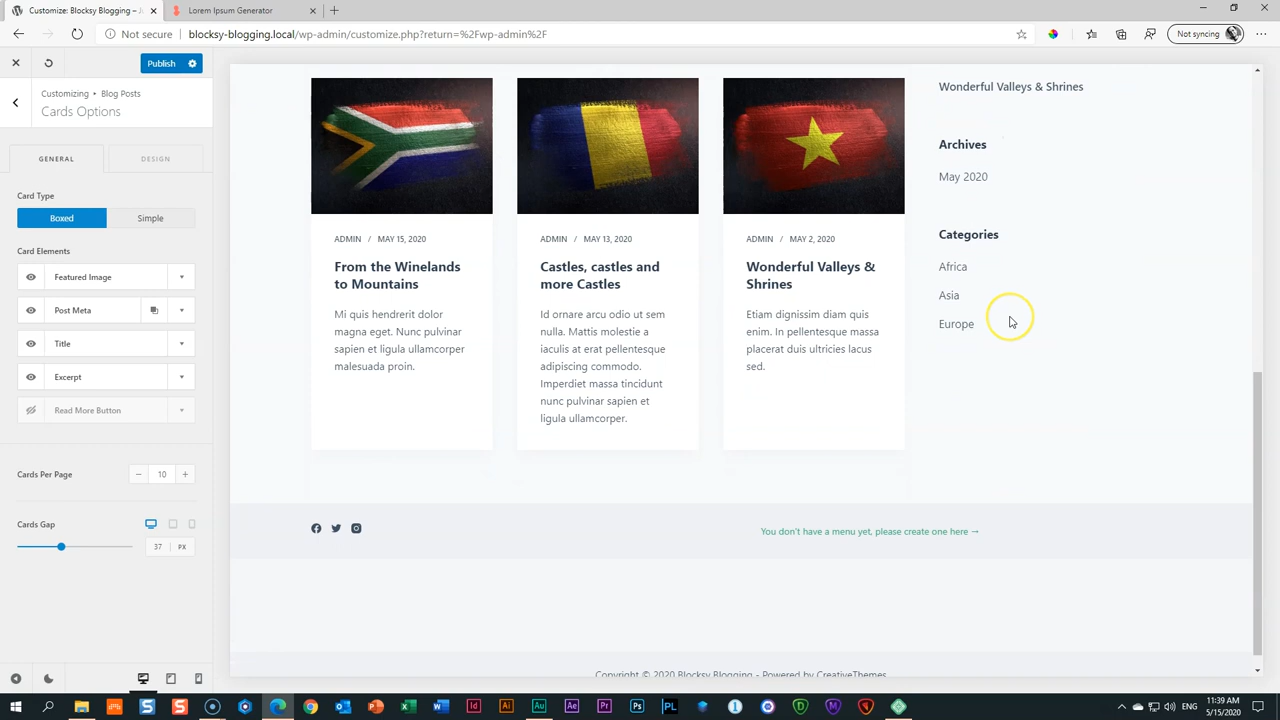 Customize: Blocksy Blogging – J
Lorem Ipsum Generator
Not secure
blocksy-blogging.local/wp-admin/customize.php?return=%2Fwp-admin%2F
Not syncing
Publish
Customizing • Blog Posts
Cards Options
GENERAL
DESIGN
Card Type
Boxed
Simple
Card Elements
Featured Image
Post Meta
Title
Excerpt
Read More Button
Cards Per Page
10
Cards Gap
37
PX
ADMIN / MAY 15, 2020
From the Winelands
to Mountains
Mi quis hendrerit dolor
magna eget. Nunc pulvinar
sapien et ligula ullamcorper
malesuada proin.
ADMIN / MAY 13, 2020
Castles, castles and
more Castles
Id ornare arcu odio ut sem
nulla. Mattis molestie a
iaculis at erat pellentesque
adipiscing commodo.
Imperdiet massa tincidunt
nunc pulvinar sapien et
ligula ullamcorper.
ADMIN / MAY 2, 2020
Wonderful Valleys &
Shrines
Etiam dignissim diam quis
enim. In pellentesque massa
placerat duis ultricies lacus
sed.
Wonderful Valleys & Shrines
Archives
May 2020
Categories
Africa
Asia
Europe
You don't have a menu yet, please create one here →
Copyright © 2020 Blocksy Blogging - Powered by CreativeThemes
ENG
11:39 AM
5/15/2020